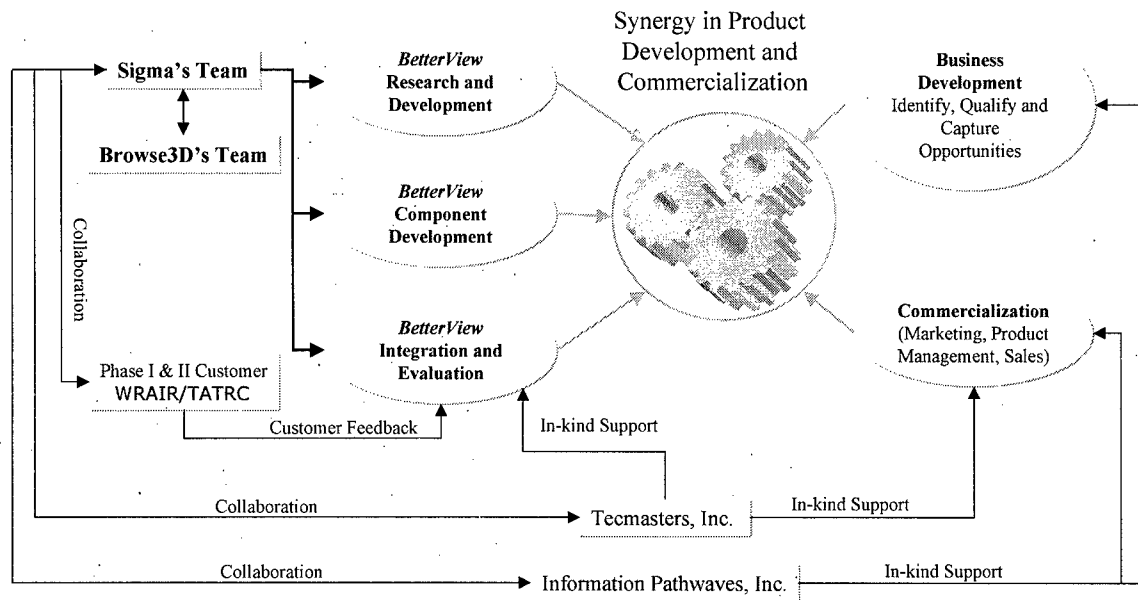 Synergy in Product
Development and
Commercialization
Sigma's Team
Browse3D's Team
BetterView
Research and
Development
Business
Development
Identify, Qualify and
Capture
Opportunities
BetterView
Component
Development
Collaboration
BetterView
Integration and
Evaluation
Commercialization
(Marketing, Product
Management, Sales)
Phase I & II Customer
WRAIR/TATRC
Customer Feedback
In-kind Support
Collaboration
Tecmasters, Inc.
In-kind Support
Collaboration
Information Pathwaves, Inc.
In-kind Support